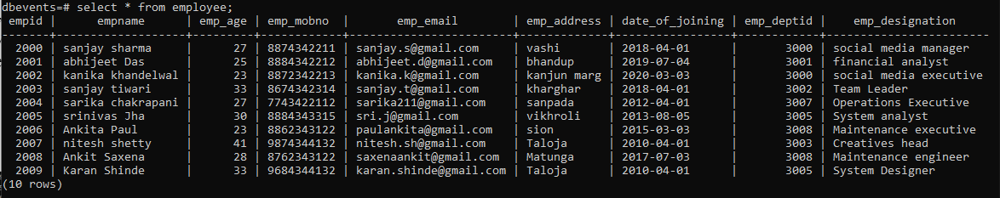 dbevents=# select * from employee;
 empid |      empname      | emp_age | emp_mobno  |       emp_email        | emp_address | date_of_joining | emp_deptid |    emp_designation
-------+-------------------+---------+------------+------------------------+-------------+-----------------+------------+------------------------
  2000 | sanjay sharma     |      27 | 8874342211 | sanjay.s@gmail.com     | vashi       | 2018-04-01      |       3000 | social media manager
  2001 | abhijeet Das      |      25 | 8884342212 | abhijeet.d@gmail.com   | bhandup     | 2019-07-04      |       3001 | financial analyst
  2002 | kanika khandelwal |      23 | 8872342213 | kanika.k@gmail.com     | kanjun marg | 2020-03-03      |       3000 | social media executive
  2003 | sanjay tiwari     |      33 | 8674342314 | sanjay.t@gmail.com     | kharghar    | 2018-04-01      |       3002 | Team Leader
  2004 | sarika chakrapani |      27 | 7743422112 | sarika211@gmail.com    | sanpada     | 2012-04-01      |       3007 | Operations Executive
  2005 | srinivas Jha      |      30 | 8884343315 | sri.j@gmail.com        | vikhroli    | 2013-08-05      |       3005 | System analyst
  2006 | Ankita Paul       |      23 | 8862343122 | paulankita@gmail.com   | sion        | 2015-03-03      |       3008 | Maintenance executive
  2007 | nitesh shetty     |      41 | 9874344132 | nitesh.sh@gmail.com    | Taloja      | 2010-04-01      |       3003 | Creatives head
  2008 | Ankit Saxena      |      28 | 8762343122 | saxenaankit@gmail.com  | Matunga     | 2017-07-03      |       3008 | Maintenance engineer
  2009 | Karan Shinde      |      33 | 9684344132 | karan.shinde@gmail.com | Taloja      | 2010-04-01      |       3005 | System Designer
(10 rows)